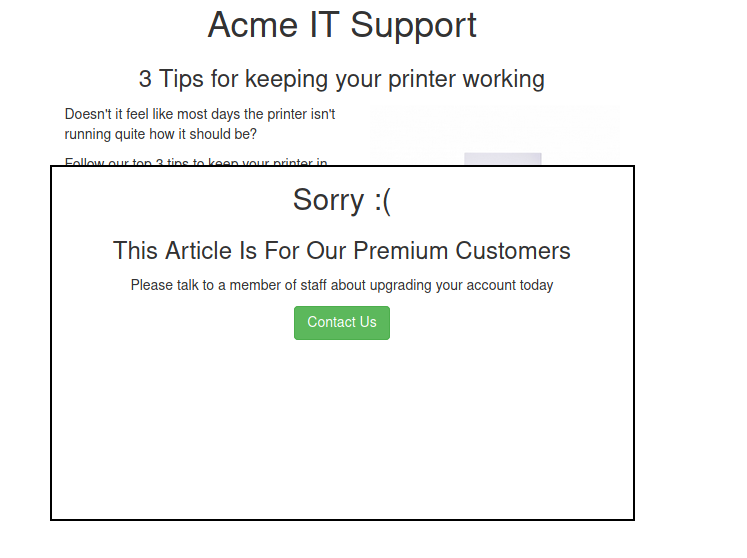 Acme IT Support
3 Tips for keeping your printer working
Doesn't it feel like most days the printer isn't
running quite how it should be?
Follow our top 3 tips to keep your printer in
Sorry :(
This Article Is For Our Premium Customers
Please talk to a member of staff about upgrading your account today
Contact Us